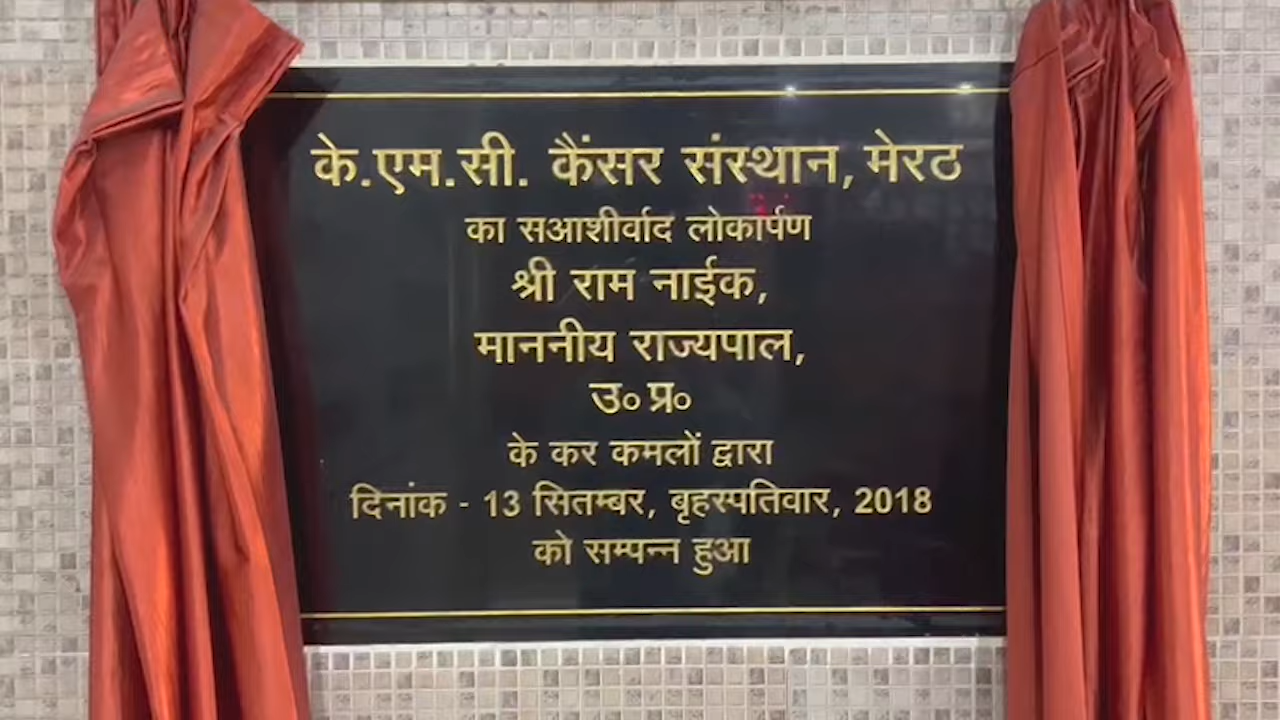 के.एम.सी. कैंसर संस्थान, मेरठ
का सआशीर्वाद लोकार्पण
श्री राम नाईक,
माननीय राज्यपाल,
उ० प्र०
के कर कमलों द्वारा
दिनांक - 13 सितम्बर, बृहस्पतिवार, 2018
को सम्पन्न हुआ